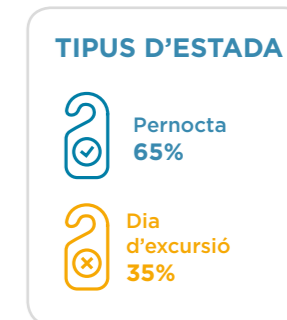 TIPUS D'ESTADA
Pernocta
65%
Dia
d'excursió
35%